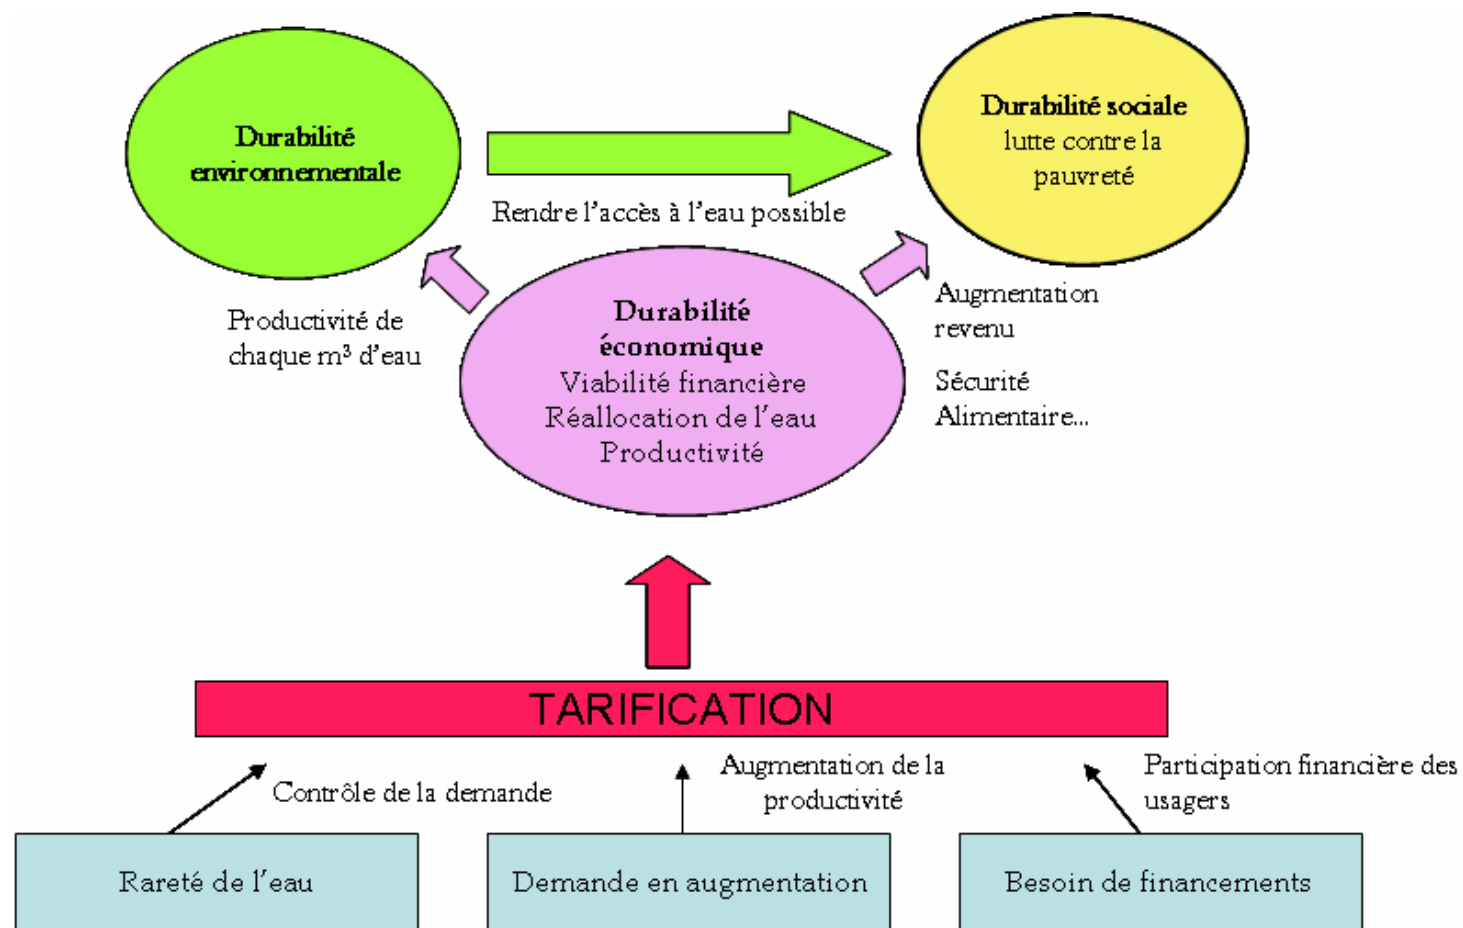 Durabilité
environnementale
Durabilité sociale
lutte contre la
pauvreté
Rendre l'accès à l'eau possible
Productivité de
chaque m³ d'eau
Durabilité
économique
Viabilité financière
Réallocation de l'eau
Productivité
Augmentation
revenu
Sécurité
Alimentaire...
TARIFICATION
Contrôle de la demande
Augmentation de la
productivité
Participation financière des
usagers
Rareté de l'eau
Demande en augmentation
Besoin de financements